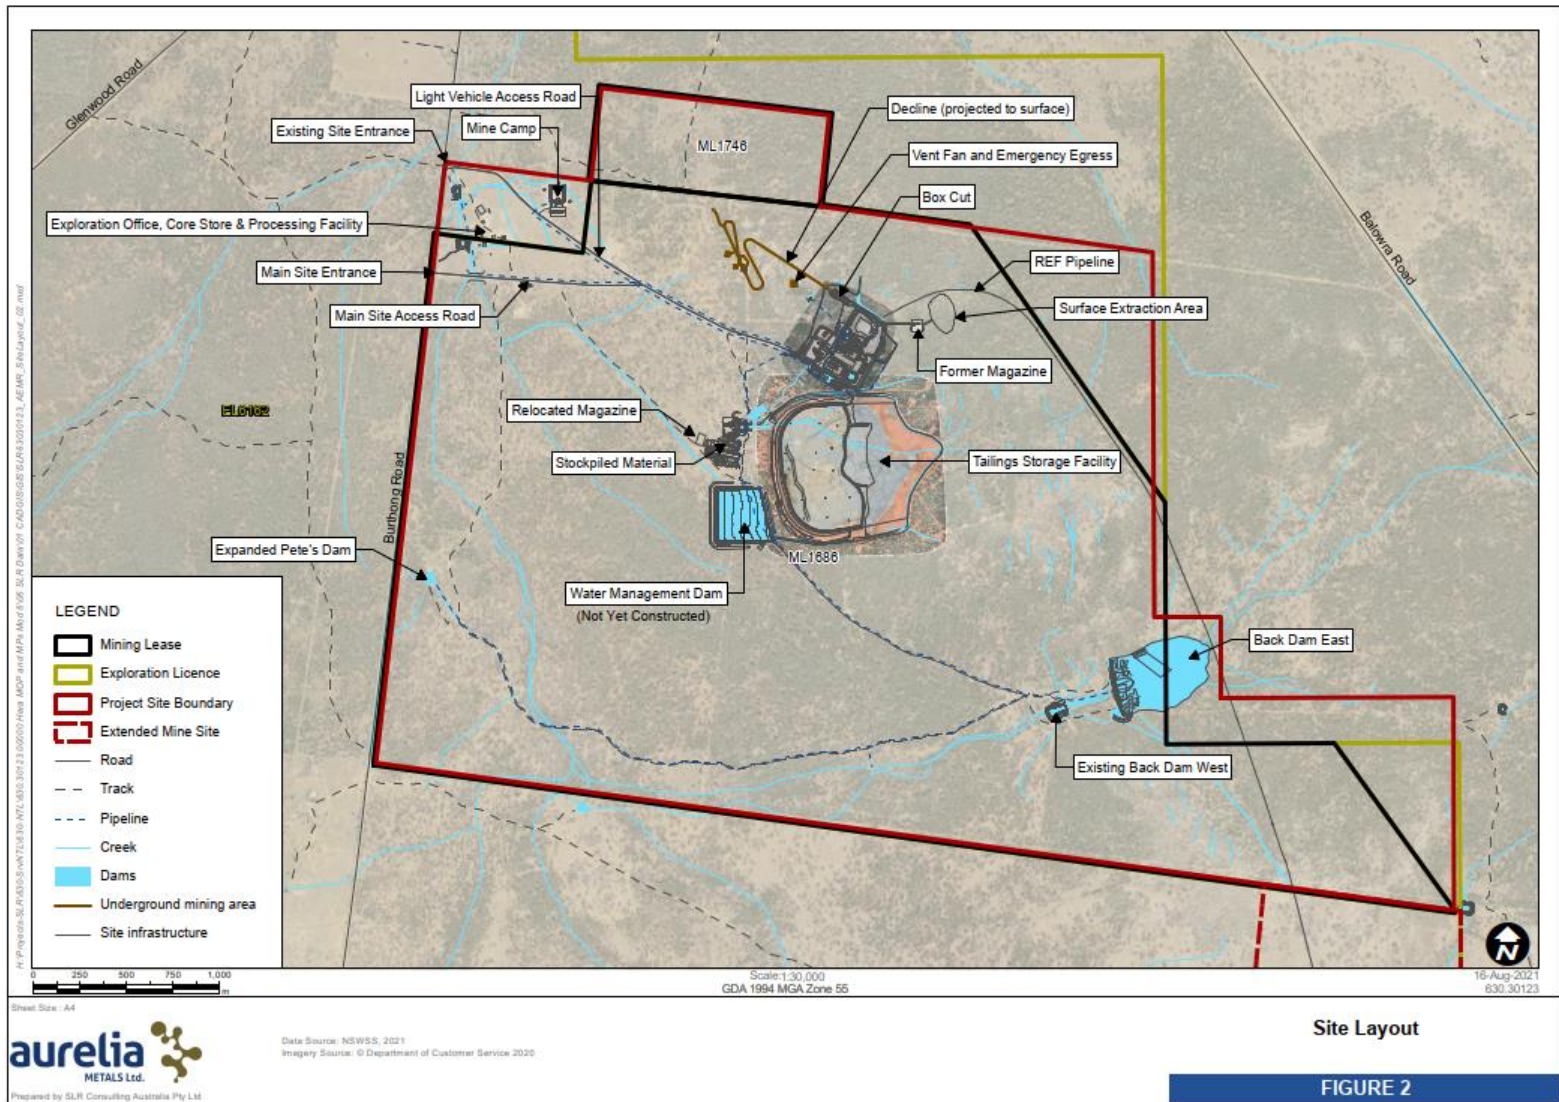 Glenwood Road
Light Vehicle Access Road
Existing Site Entrance
Mine Camp
ML1746
Decline (projected to surface)
Vent Fan and Emergency Egress
Box Cut
Balowra Road
Exploration Office, Core Store & Processing Facility
Main Site Entrance
REF Pipeline
Main Site Access Road
Surface Extraction Area
Former Magazine
EL6162
Relocated Magazine
Stockpiled Material
Tailings Storage Facility
Burthong Road
Expanded Pete's Dam
ML1686
Water Management Dam
(Not Yet Constructed)
Back Dam East
Existing Back Dam West
LEGEND
Mining Lease
Exploration Licence
Project Site Boundary
Extended Mine Site
Road
Track
Pipeline
Creek
Dams
Underground mining area
Site infrastructure
N
0 250 500 750 1,000
m
Scale:1:30,000
GDA 1994 MGA Zone 55
16-Aug-2021
630.30123
Sheet Size : A4
aurelia
METALS Ltd.
Prepared by SLR Consulting Australia Pty Ltd
Data Source: NSWSS, 2021
Imagery Source: © Department of Customer Service 2020
Site Layout
FIGURE 2